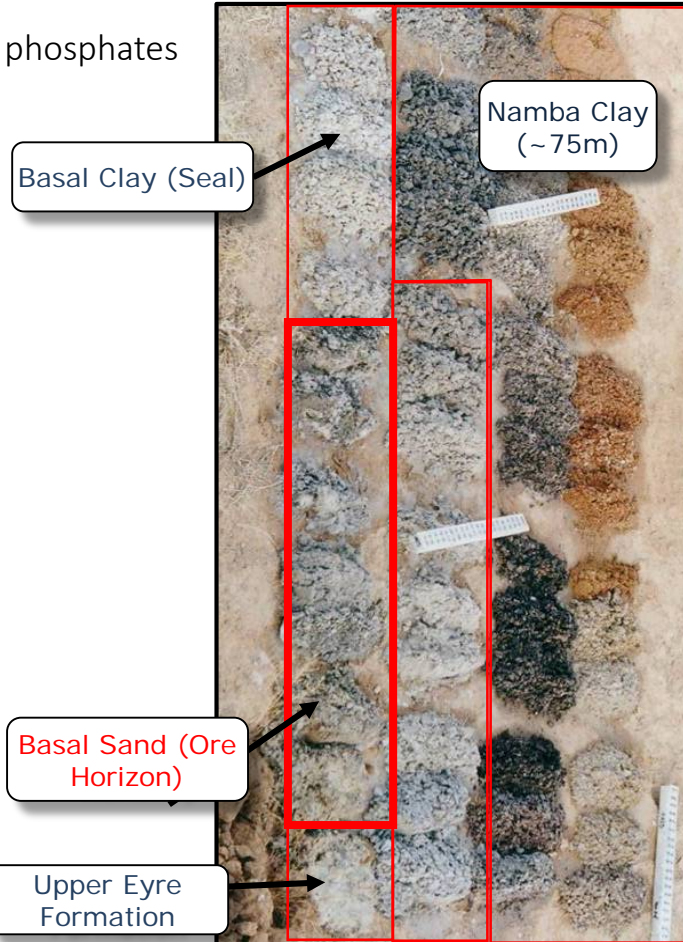 phosphates
Namba Clay
(~75m)
Basal Clay (Seal)
Basal Sand (Ore
Horizon)
Upper Eyre
Formation